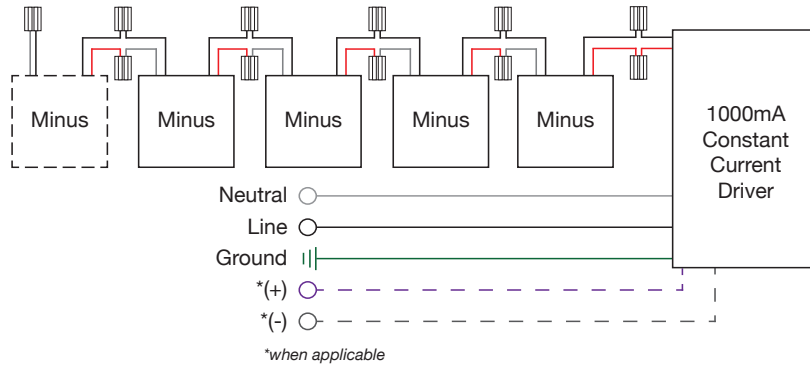 Minus
Minus
Minus
Minus
Minus
1000mA
Constant
Current
Driver
Neutral
Line
Ground
*(+)
*(-)
*when applicable